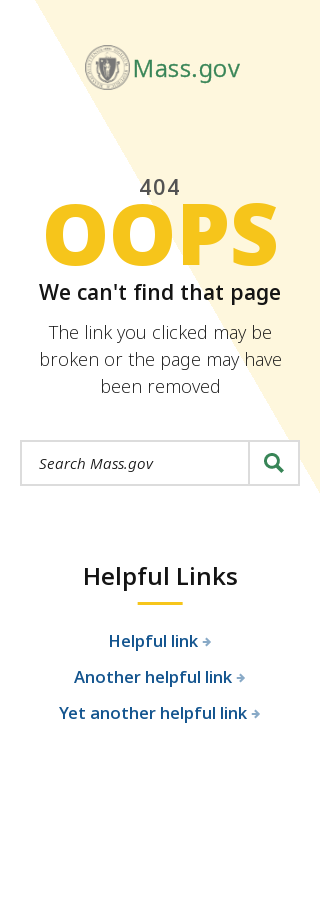 Mass.gov
404
OOPS
We can't find that page
The link you clicked may be
broken or the page may have
been removed
Search Mass.gov
Helpful Links
Helpful link
Another helpful link
Yet another helpful link